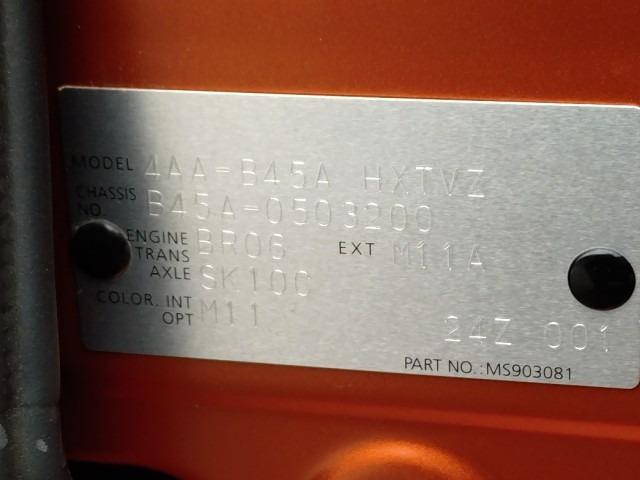 MODEL 4AA-B45A HXTVZ
CHASSIS NO. B45A-0503200
ENGINE BR06 EXT M11A
TRANS AXLE SK10C
COLOR. INT M11
OPT 24Z 001
PART NO.:MS903081